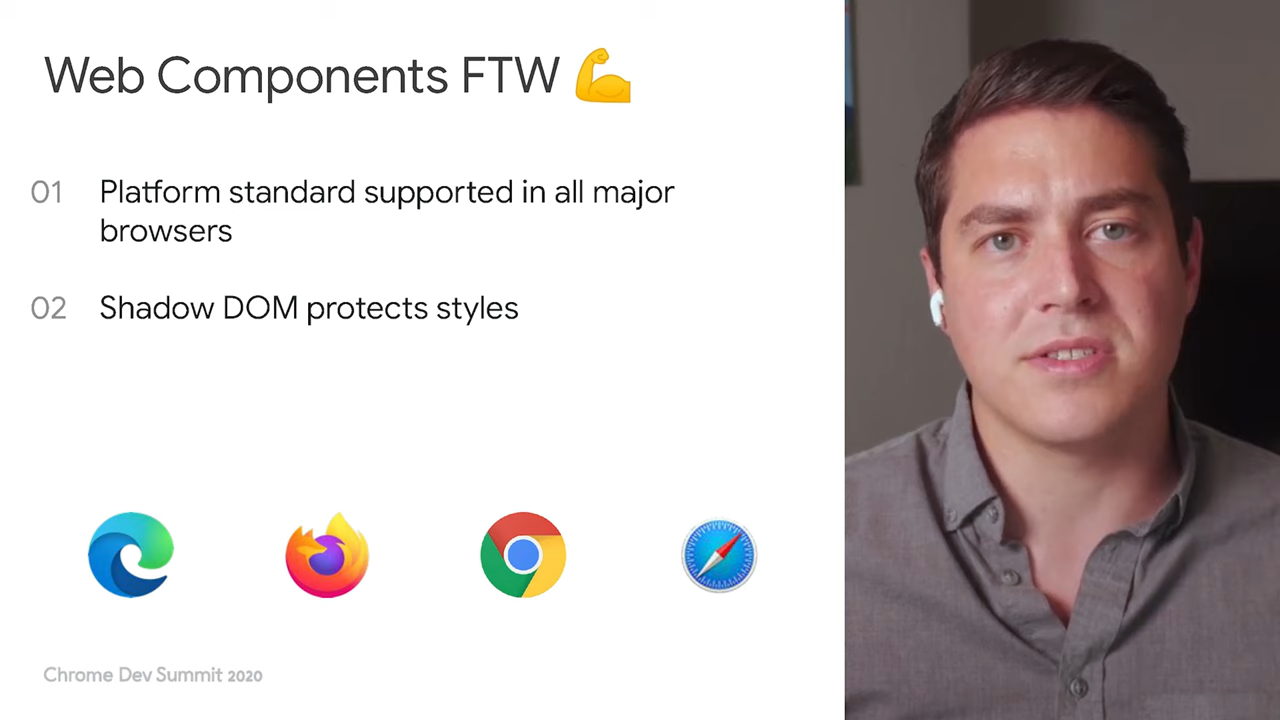 Web Components FTW 💪
01 Platform standard supported in all major
browsers
02 Shadow DOM protects styles
Chrome Dev Summit 2020